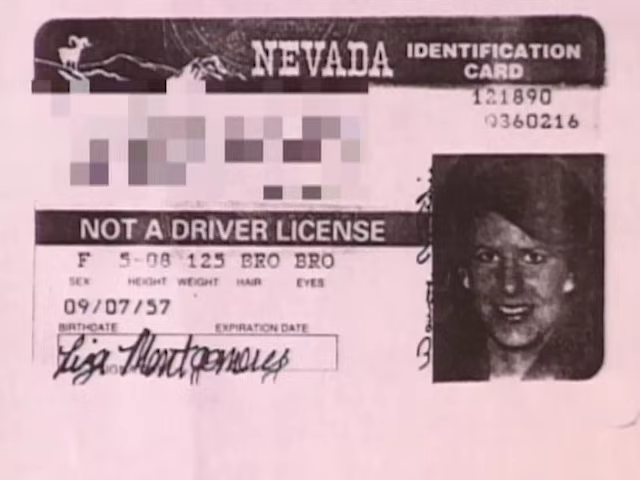 NEVADA IDENTIFICATION
CARD
121890
0360216
NOT A DRIVER LICENSE
F 5-08 125 BRO BRO
SEX HEIGHT WEIGHT HAIR EYES
09/07/57
BIRTHDATE EXPIRATION DATE
Liza Montgomery